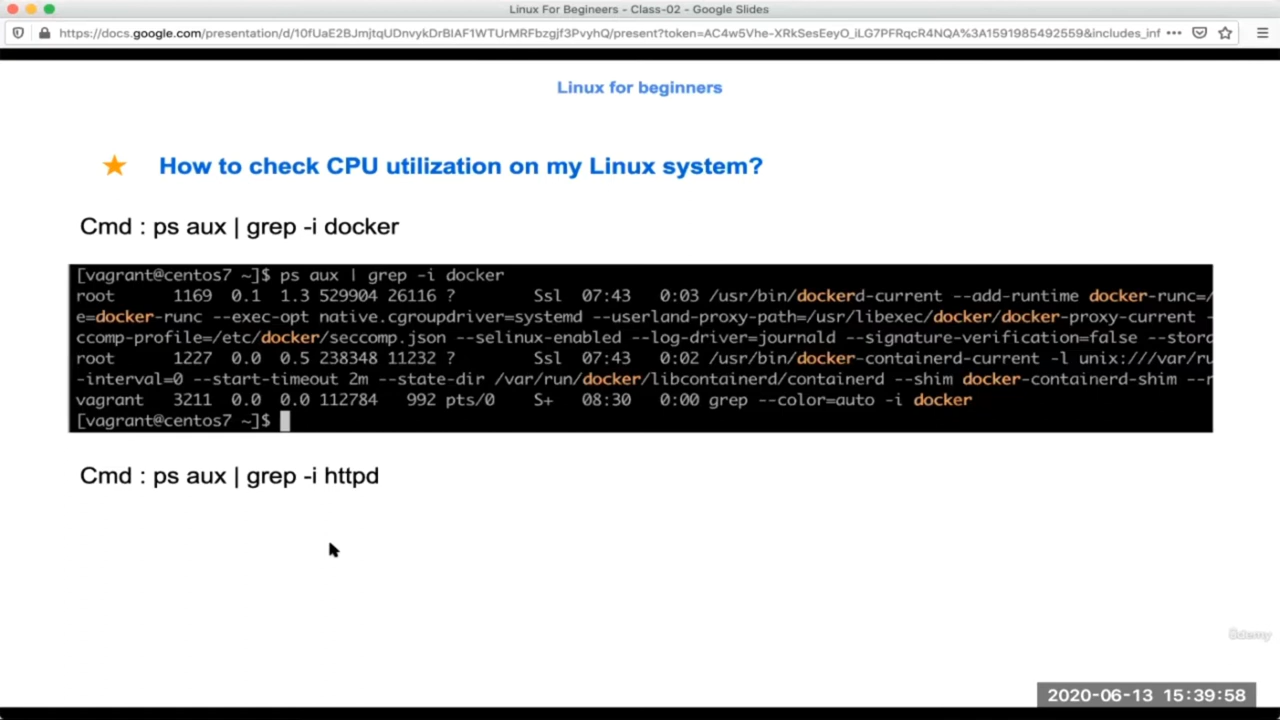 Linux For Begineers - Class-02 - Google Slides
https://docs.google.com/presentation/d/10fUaE2BJmjtqUDnvykDrBIAF1WTUrMRFbzgjf3PvyhQ/present?token=AC4w5Vhe-XRkSesEeyO_iLG7PFRqcR4NQA%3A1591985492559&includes_inf
Linux for beginners
★ How to check CPU utilization on my Linux system?
Cmd : ps aux | grep -i docker
[vagrant@centos7 ~]$ ps aux | grep -i docker
root 1169 0.1 1.3 529904 26116 ? Ssl 07:43 0:03 /usr/bin/dockerd-current --add-runtime docker-runc=/
e=docker-runc --exec-opt native.cgroupdriver=systemd --userland-proxy-path=/usr/libexec/docker/docker-proxy-current -
ccomp-profile=/etc/docker/seccomp.json --selinux-enabled --log-driver=journald --signature-verification=false --stora
root 1227 0.0 0.5 238348 11232 ? Ssl 07:43 0:02 /usr/bin/docker-containerd-current -l unix:///var/ru
-interval=0 --start-timeout 2m --state-dir /var/run/docker/libcontainerd/containerd --shim docker-containerd-shim --r
vagrant 3211 0.0 0.0 112784 992 pts/0 S+ 08:30 0:00 grep --color=auto -i docker
[vagrant@centos7 ~]$
Cmd : ps aux | grep -i httpd
ûdemy
2020-06-13 15:39:58